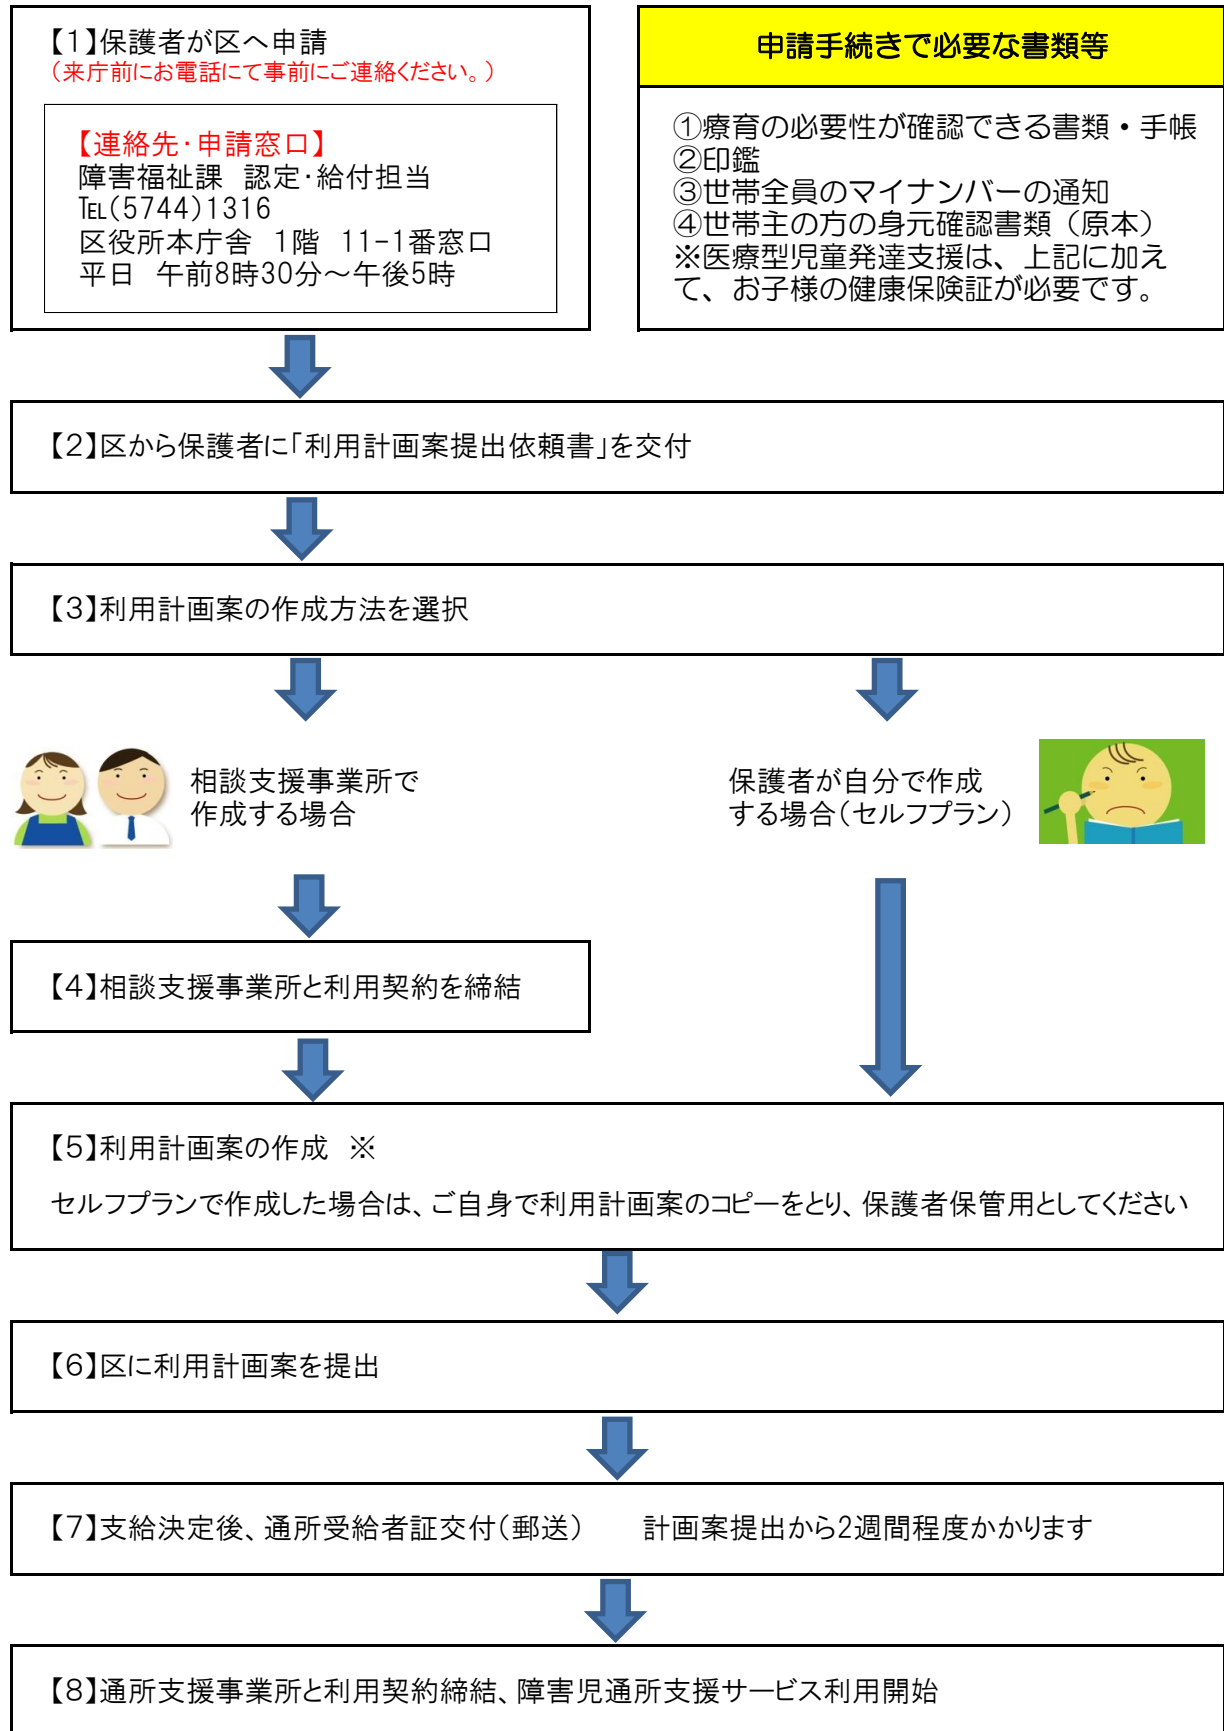 【1】保護者が区へ申請
（来庁前にお電話にて事前にご連絡ください。）
【連絡先・申請窓口】
障害福祉課　認定・給付担当
℡(5744)1316
区役所本庁舎　1階　11-1番窓口
平日　午前8時30分～午後5時
申請手続きで必要な書類等
①療育の必要性が確認できる書類・手帳
②印鑑
③世帯全員のマイナンバーの通知
④世帯主の方の身元確認書類（原本）
※医療型児童発達支援は、上記に加え
て、お子様の健康保険証が必要です。
【2】区から保護者に「利用計画案提出依頼書」を交付
【3】利用計画案の作成方法を選択
相談支援事業所で
作成する場合
保護者が自分で作成
する場合（セルフプラン）
【4】相談支援事業所と利用契約を締結
【5】利用計画案の作成　※
セルフプランで作成した場合は、ご自身で利用計画案のコピーをとり、保護者保管用としてください
【6】区に利用計画案を提出
【7】支給決定後、通所受給者証交付（郵送）　　計画案提出から2週間程度かかります
【8】通所支援事業所と利用契約締結、障害児通所支援サービス利用開始